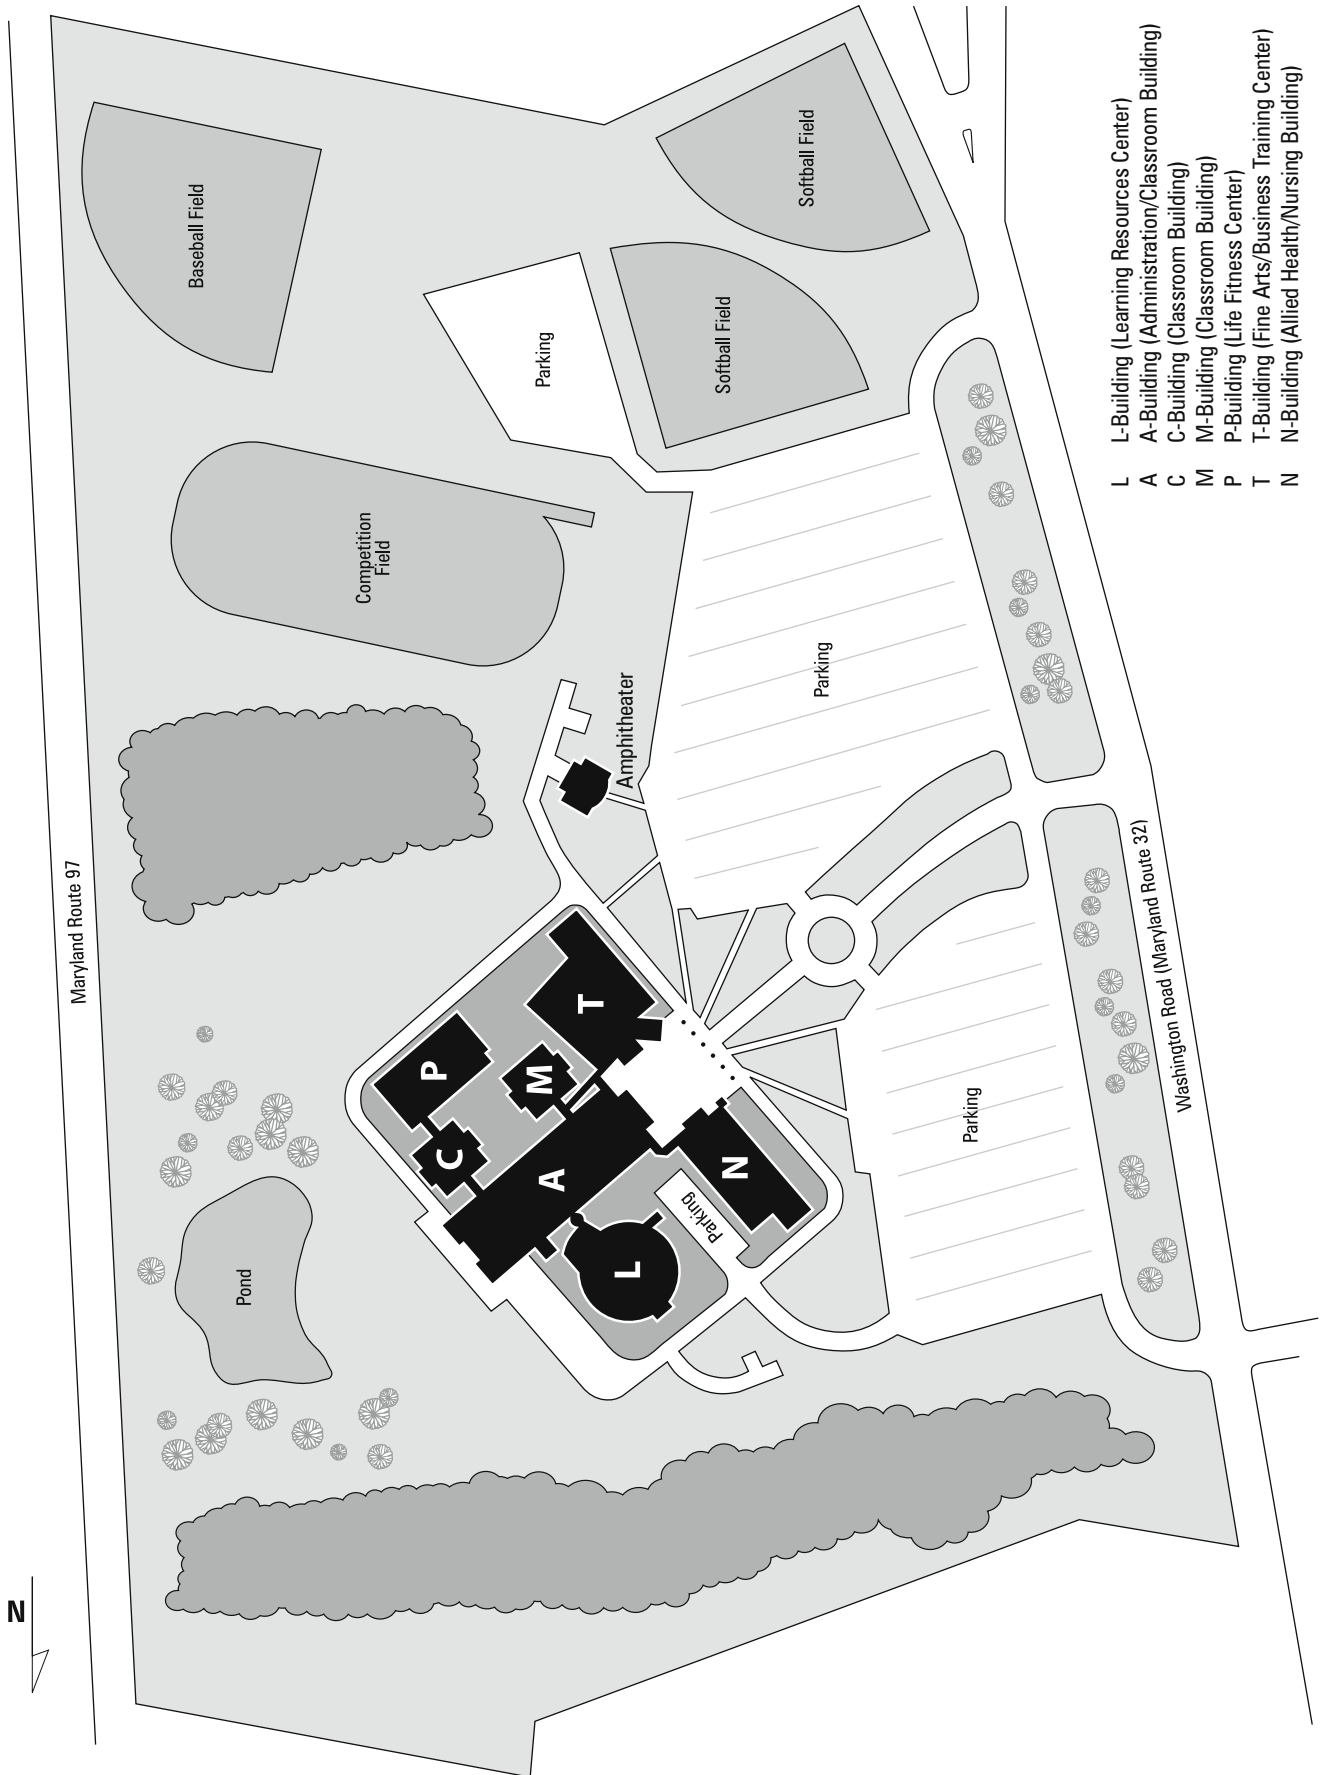 Maryland Route 97
N
Baseball Field
Softball Field
Softball Field
Parking
Competition
Field
Amphitheater
Parking
Parking
Parking
Pond
Washington Road (Maryland Route 32)
P
T
M
C
A
N
L
L L-Building (Learning Resources Center)
A A-Building (Administration/Classroom Building)
C C-Building (Classroom Building)
M M-Building (Classroom Building)
P P-Building (Life Fitness Center)
T T-Building (Fine Arts/Business Training Center)
N N-Building (Allied Health/Nursing Building)